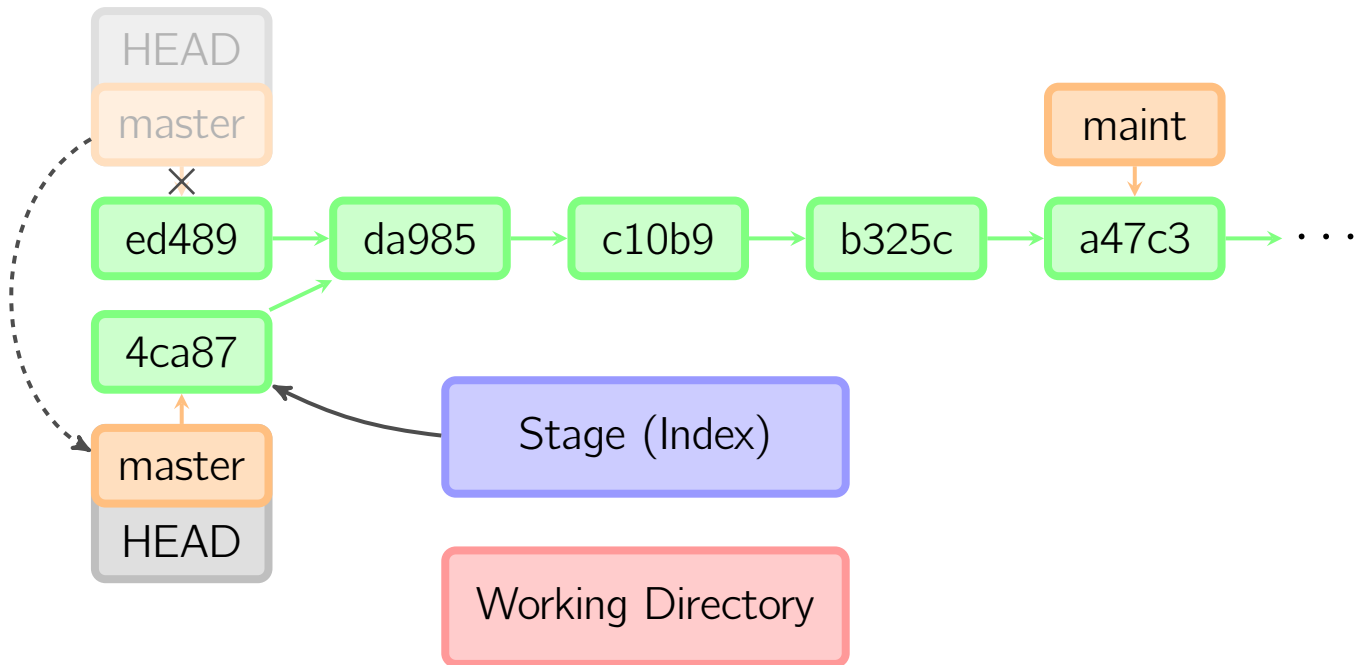 HEAD
master
maint
ed489
da985
c10b9
b325c
a47c3
...
4ca87
Stage (Index)
master
HEAD
Working Directory